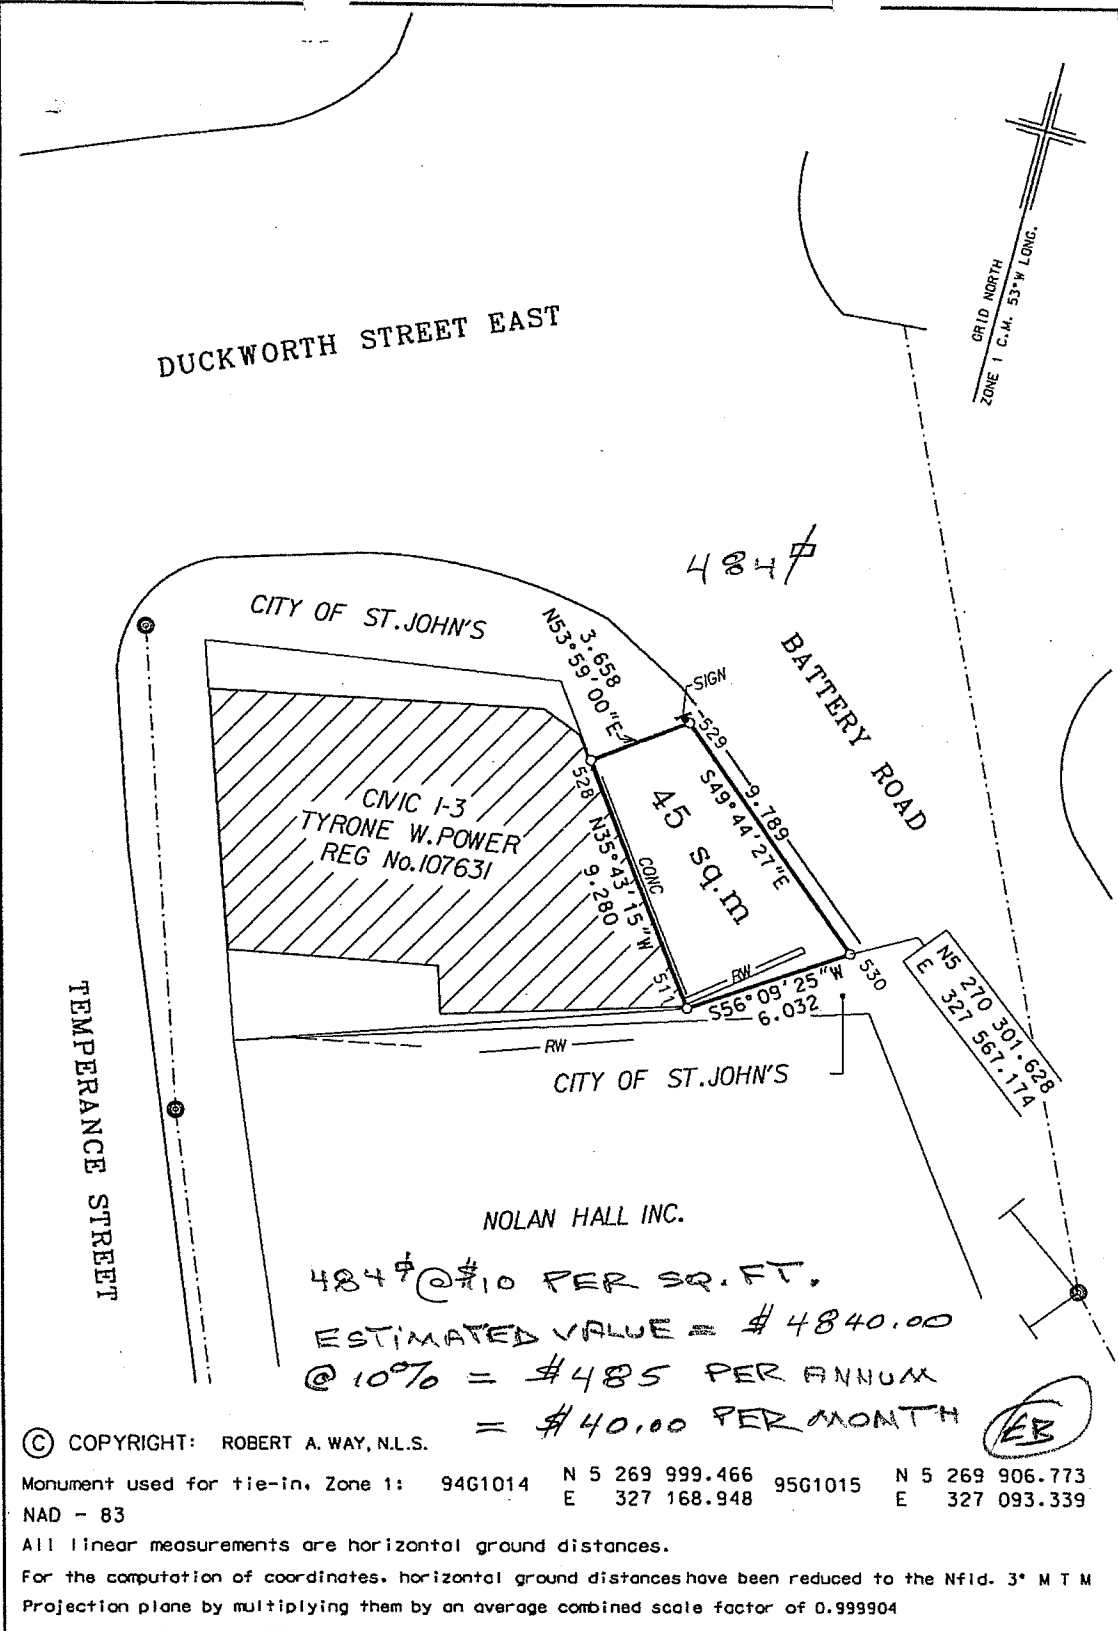 GRID NORTH
ZONE 1 C.M. 53°W LONG.
DUCKWORTH STREET EAST
484
CITY OF ST.JOHN'S
3.658
N53°59'00"E
SIGN
BATTERY ROAD
529
528
S49°44'27"E
9.789
45 sq.m
CIVIC 1-3
TYRONE W.POWER
REG No.107631
CONC
N35°43'15"W
9.280
511
RW
530
S56°09'25"W
6.032
N5 270 301.628
E 327 567.174
RW
CITY OF ST.JOHN'S
TEMPERANCE STREET
NOLAN HALL INC.
484 @ $10 PER SQ.FT.
ESTIMATED VALUE = $4840.00
@ 10% = $485 PER ANNUM
= $40.00 PER MONTH
EB
© COPYRIGHT: ROBERT A. WAY, N.L.S.
Monument used for tie-in. Zone 1: 94G1014 N 5 269 999.466 95G1015 N 5 269 906.773
E 327 168.948 E 327 093.339
NAD - 83
All linear measurements are horizontal ground distances.
For the computation of coordinates. horizontal ground distances have been reduced to the Nfld. 3° M T M
Projection plane by multiplying them by an average combined scale factor of 0.999904